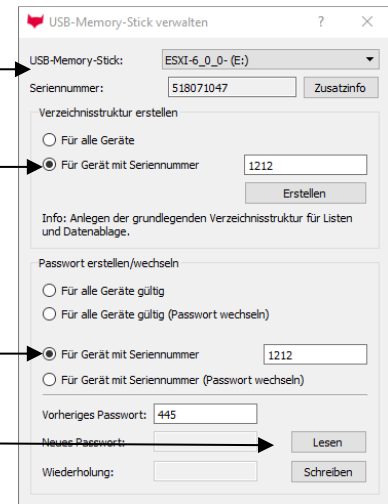 USB-Memory-Stick verwalten ? ×
USB-Memory-Stick: ESXI-6_0_0- (E:)
Seriennummer: 518071047 Zusatzinfo
Verzeichnisstruktur erstellen
Für alle Geräte
Für Gerät mit Seriennummer 1212
Erstellen
Info: Anlegen der grundlegenden Verzeichnisstruktur für Listen
und Datenablage.
Passwort erstellen/wechseln
Für alle Geräte gültig
Für alle Geräte gültig (Passwort wechseln)
Für Gerät mit Seriennummer 1212
Für Gerät mit Seriennummer (Passwort wechseln)
Vorheriges Passwort: 445
Neues Passwort: Lesen
Wiederholung: Schreiben